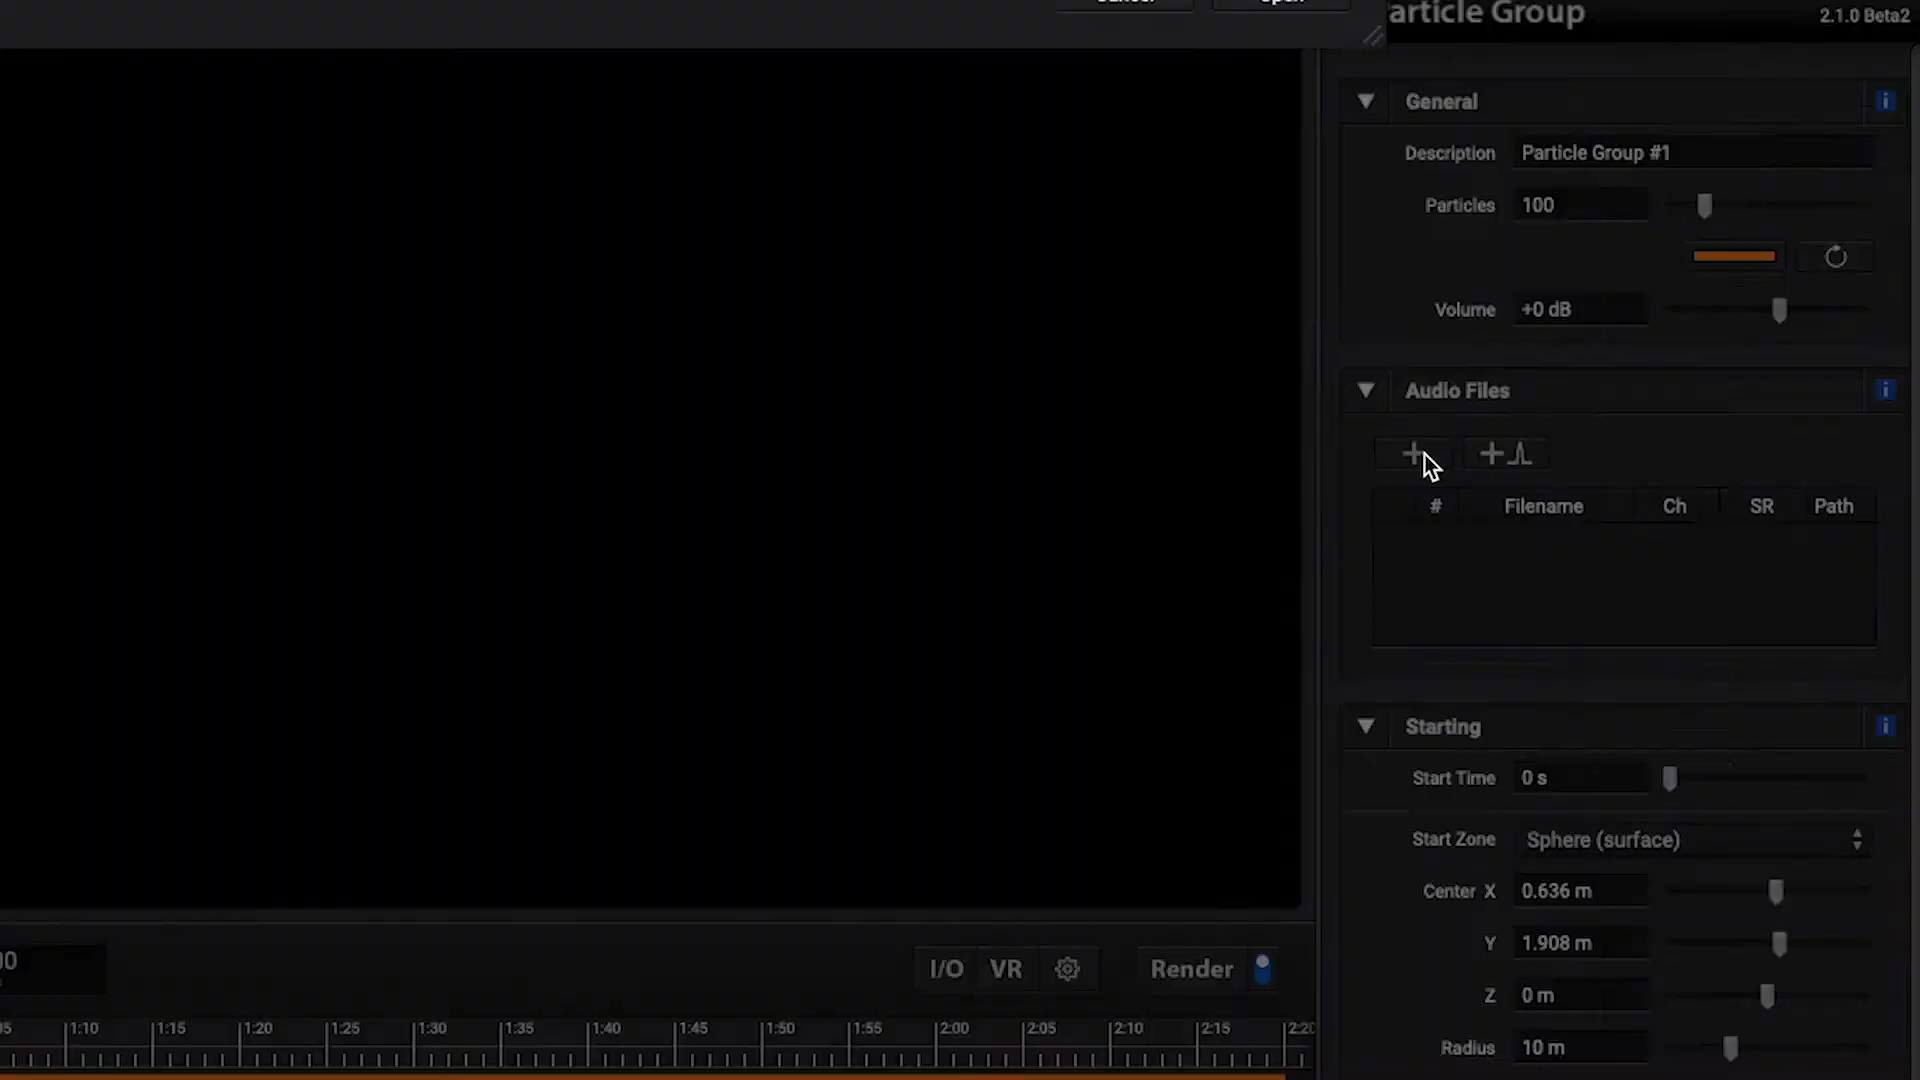 article Group
2.1.0 Beta2
General
Description Particle Group #1
Particles 100
Volume +0 dB
Audio Files
# Filename Ch SR Path
Starting
Start Time 0 s
Start Zone Sphere (surface)
Center X 0.636 m
Y 1.908 m
Z 0 m
Radius 10 m
I/O VR Render
1:10 1:15 1:20 1:25 1:30 1:35 1:40 1:45 1:50 1:55 2:00 2:05 2:10 2:15 2:20